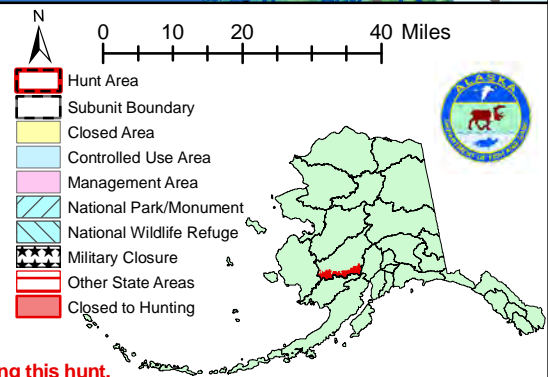 N
0 10 20 40 Miles
Hunt Area
Subunit Boundary
Closed Area
Controlled Use Area
Management Area
National Park/Monument
National Wildlife Refuge
Military Closure
Other State Areas
Closed to Hunting
ALASKA
ng this hunt.